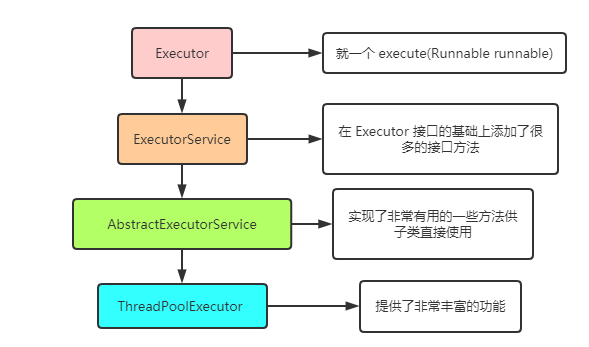 Executor
就一个 execute(Runnable runnable)
ExecutorService
在 Executor 接口的基础上添加了很
多的接口方法
AbstractExecutorService
实现了非常有用的一些方法供
子类直接使用
ThreadPoolExecutor
提供了非常丰富的功能